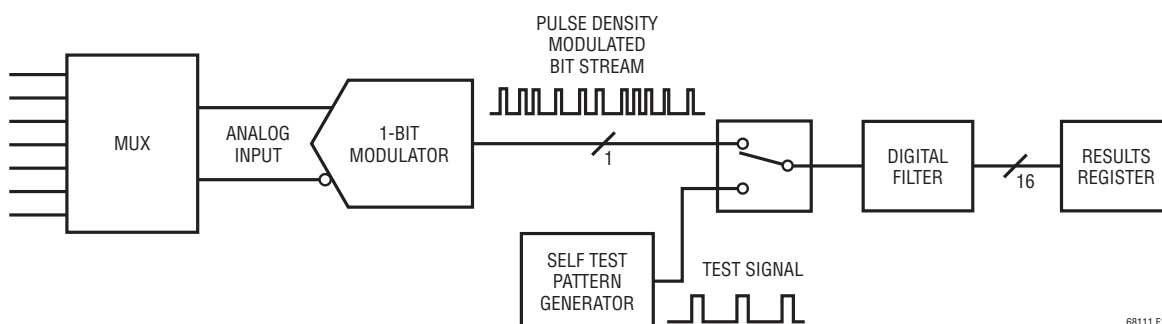 PULSE DENSITY
MODULATED
BIT STREAM
MUX
ANALOG
INPUT
1-BIT
MODULATOR
1
DIGITAL
FILTER
16
RESULTS
REGISTER
SELF TEST
PATTERN
GENERATOR
TEST SIGNAL